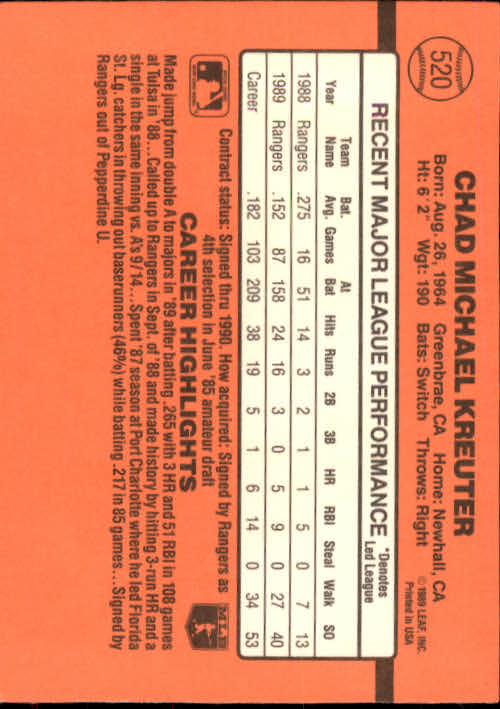 520
CHAD MICHAEL KREUTER
Born: Aug. 26, 1964 Greenbrae, CA Home: Newhall, CA
Ht: 6'2" Wgt: 190 Bats: Switch Throws: Right
© 1989 LEAF, INC.
Printed in USA
RECENT MAJOR LEAGUE PERFORMANCE *Denotes Led League
Year Team Name Bat. Avg. Games At Bat Hits Runs 2B 3B HR RBI Steal Walk SO
1988 Rangers .275 16 51 14 3 2 1 1 5 0 7 13
1989 Rangers .152 87 158 24 16 3 0 5 9 0 27 40
Career .182 103 209 38 19 5 1 6 14 0 34 53
Contract status: Signed thru 1990. How acquired: Signed by Rangers as
4th selection in June '85 amateur draft
MLB
CAREER HIGHLIGHTS
Made jump from double A to majors in '89 after batting .265 with 3 HR and 51 RBI in 108 games
at Tulsa in '88...Called up to Rangers in Sept. of '88 and made history by hitting 3-run HR and a
single in the same inning vs. A's 9/14...Spent '87 season at Port Charlotte where he led Florida
St. Lg. catchers in throwing out baserunners (46%) while batting .217 in 85 games...Signed by
Rangers out of Pepperdine U.